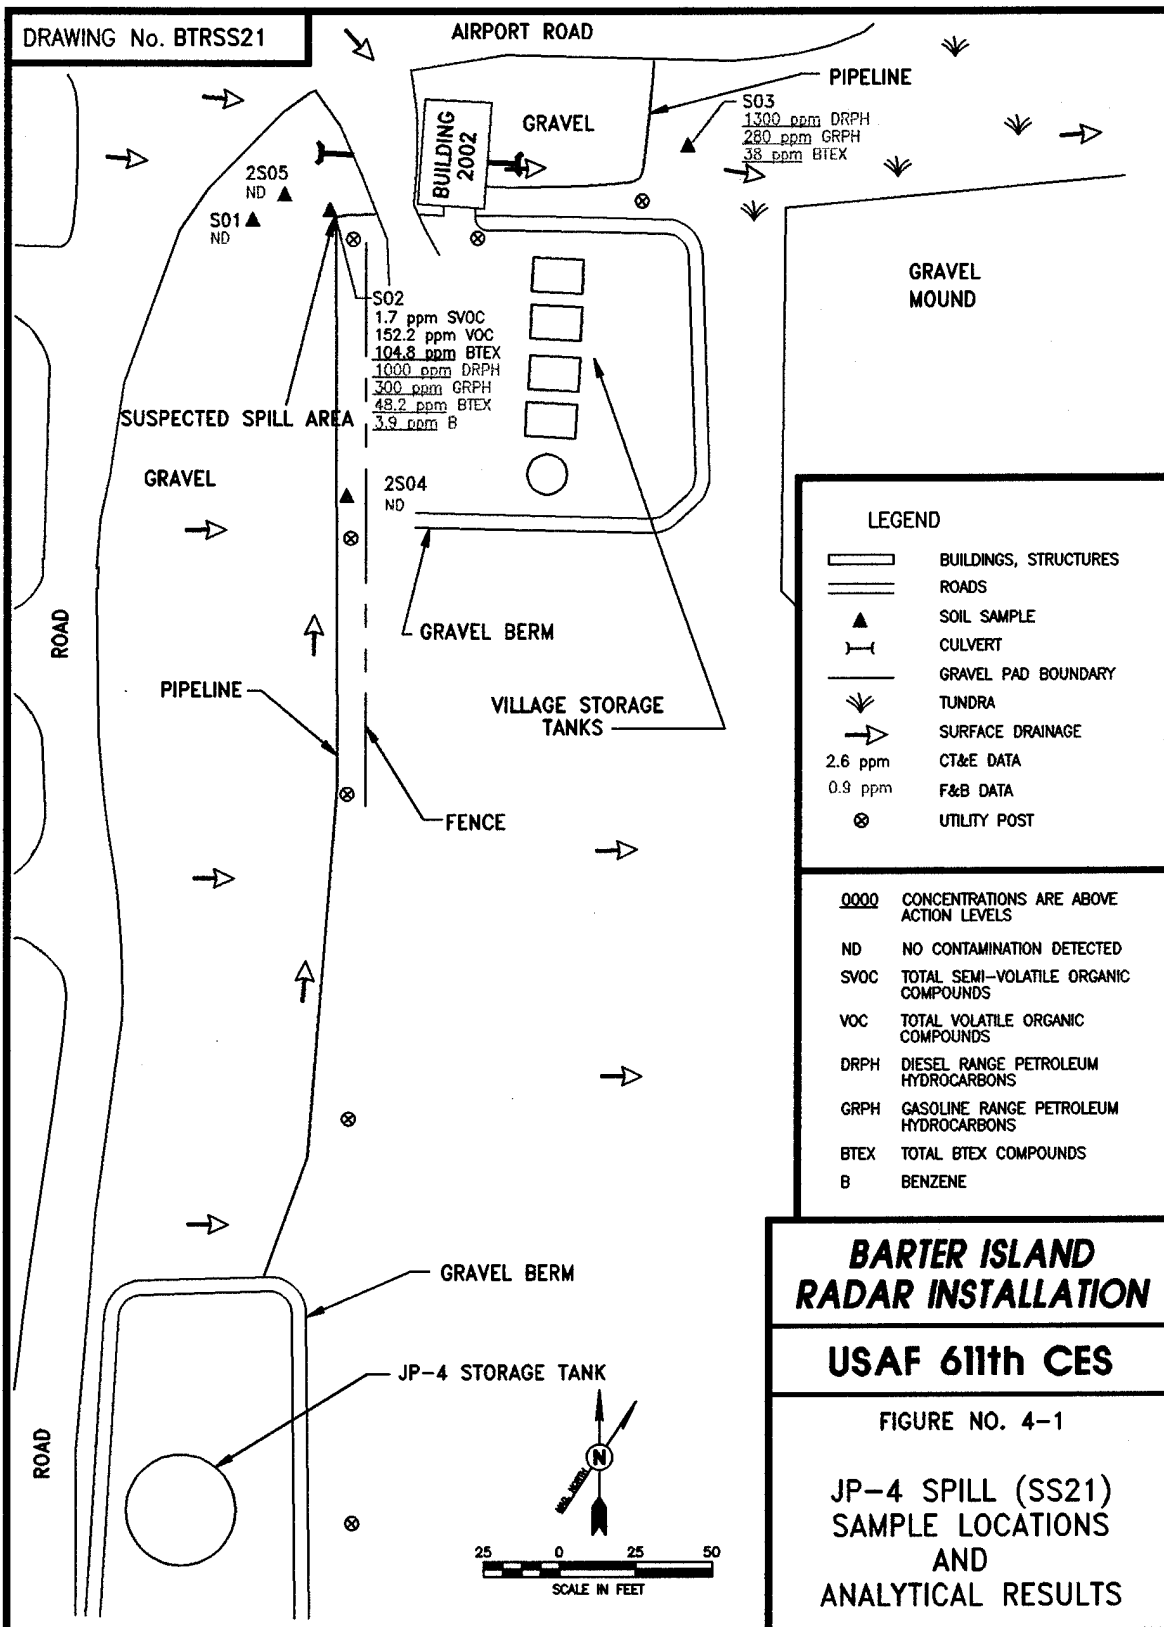 DRAWING No. BTRSS21
AIRPORT ROAD
PIPELINE
GRAVEL
BUILDING
2002
S03
1300 ppm DRPH
280 ppm GRPH
38 ppm BTEX
2S05
ND
S01
ND
GRAVEL
MOUND
S02
1.7 ppm SVOC
152.2 ppm VOC
104.8 ppm BTEX
1000 ppm DRPH
300 ppm GRPH
48.2 ppm BTEX
3.9 ppm B
SUSPECTED SPILL AREA
GRAVEL
2S04
ND
ROAD
GRAVEL BERM
PIPELINE
VILLAGE STORAGE
TANKS
FENCE
LEGEND
BUILDINGS, STRUCTURES
ROADS
SOIL SAMPLE
CULVERT
GRAVEL PAD BOUNDARY
TUNDRA
SURFACE DRAINAGE
2.6 ppm CT&E DATA
0.9 ppm F&B DATA
UTILITY POST
0000 CONCENTRATIONS ARE ABOVE
ACTION LEVELS
ND NO CONTAMINATION DETECTED
SVOC TOTAL SEMI-VOLATILE ORGANIC
COMPOUNDS
VOC TOTAL VOLATILE ORGANIC
COMPOUNDS
DRPH DIESEL RANGE PETROLEUM
HYDROCARBONS
GRPH GASOLINE RANGE PETROLEUM
HYDROCARBONS
BTEX TOTAL BTEX COMPOUNDS
B BENZENE
GRAVEL BERM
JP-4 STORAGE TANK
ROAD
N
MAG. NORTH
25 0 25 50
SCALE IN FEET
BARTER ISLAND
RADAR INSTALLATION
USAF 611th CES
FIGURE NO. 4-1
JP-4 SPILL (SS21)
SAMPLE LOCATIONS
AND
ANALYTICAL RESULTS